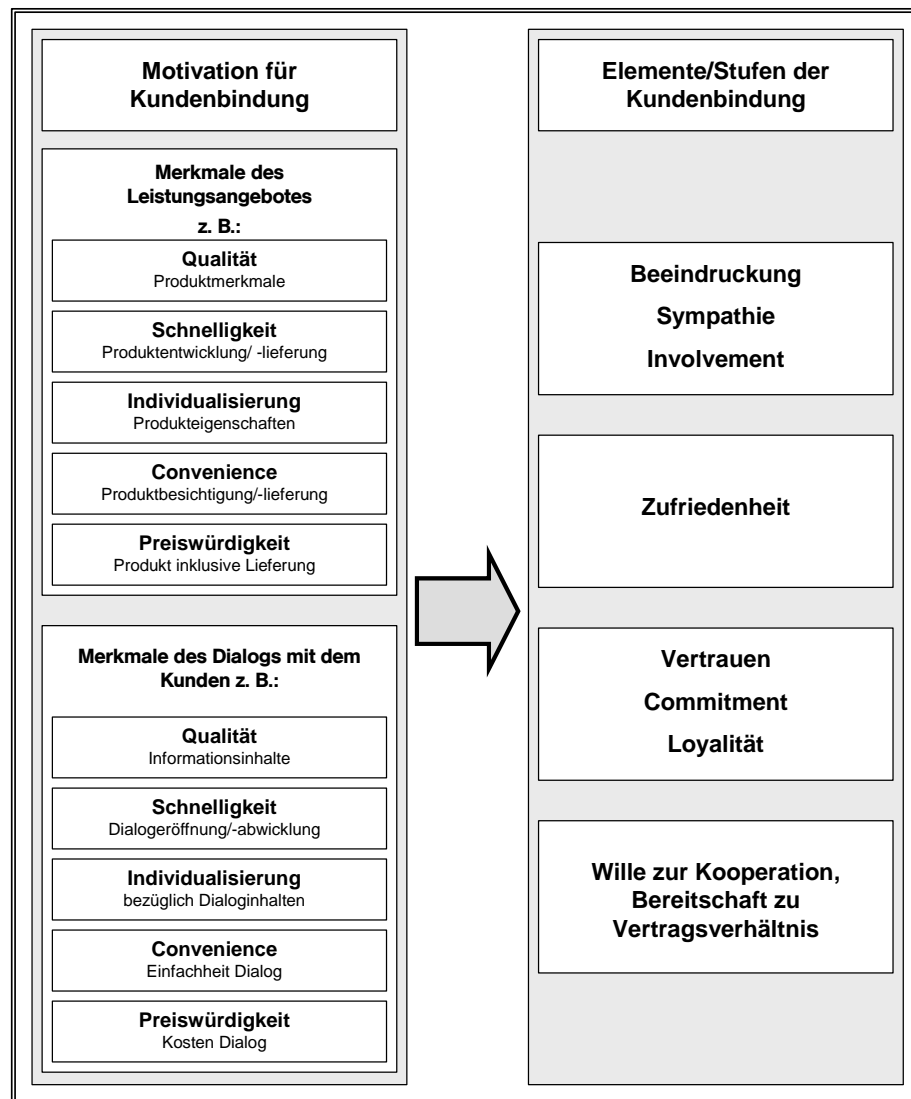 Motivation für
Kundenbindung
Merkmale des
Leistungsangebotes
z. B.:
Qualität
Produktmerkmale
Schnelligkeit
Produktentwicklung/ -lieferung
Individualisierung
Produkteigenschaften
Convenience
Produktbesichtigung/-lieferung
Preiswürdigkeit
Produkt inklusive Lieferung
Merkmale des Dialogs mit dem
Kunden z. B.:
Qualität
Informationsinhalte
Schnelligkeit
Dialogeröffnung/-abwicklung
Individualisierung
bezüglich Dialoginhalten
Convenience
Einfachheit Dialog
Preiswürdigkeit
Kosten Dialog
Elemente/Stufen der
Kundenbindung
Beeindruckung
Sympathie
Involvement
Zufriedenheit
Vertrauen
Commitment
Loyalität
Wille zur Kooperation,
Bereitschaft zu
Vertragsverhältnis